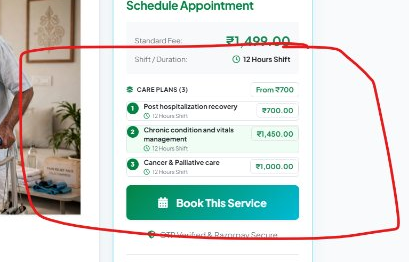 Schedule Appointment
Standard Fee: ₹1,499.00
Shift / Duration: 12 Hours Shift
CARE PLANS (3) From ₹700
1 Post hospitalization recovery ₹700.00
12 Hours Shift
2 Chronic condition and vitals
management ₹1,450.00
12 Hours Shift
3 Cancer & Palliative care ₹1,000.00
12 Hours Shift
Book This Service
OTP Verified & Razorpay Secure